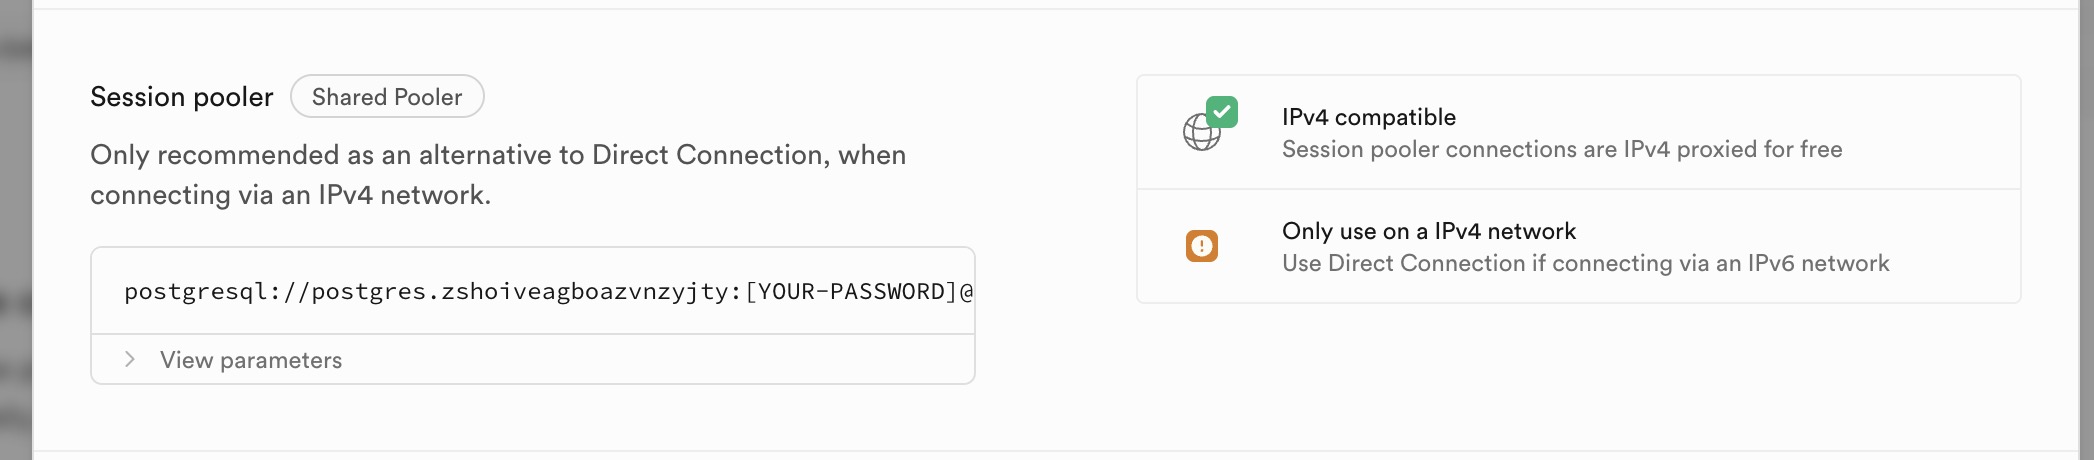 Session pooler Shared Pooler
Only recommended as an alternative to Direct Connection, when
connecting via an IPv4 network.
postgresql://postgres.zshoiveagboazvnzyjty:[YOUR-PASSWORD]@
View parameters
IPv4 compatible
Session pooler connections are IPv4 proxied for free
Only use on a IPv4 network
Use Direct Connection if connecting via an IPv6 network